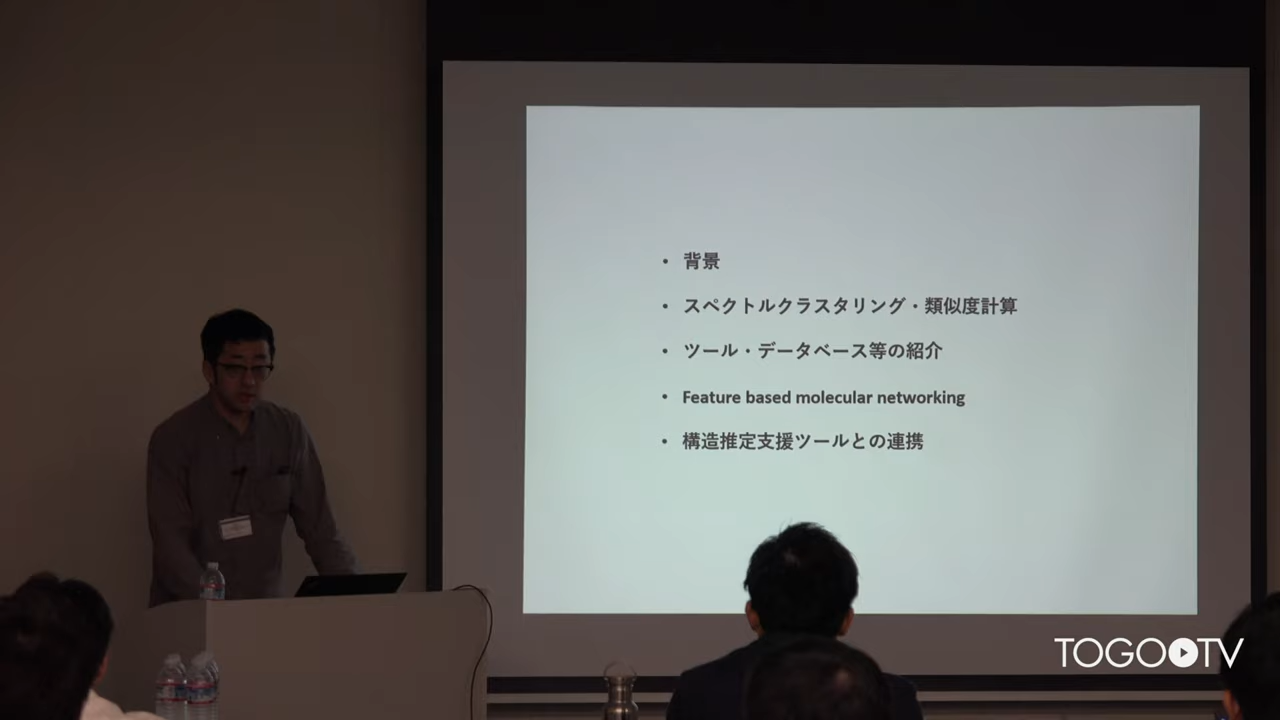 • 背景
• スペクトルクラスタリング・類似度計算
• ツール・データベース等の紹介
• Feature based molecular networking
• 構造推定支援ツールとの連携
TOGOTV